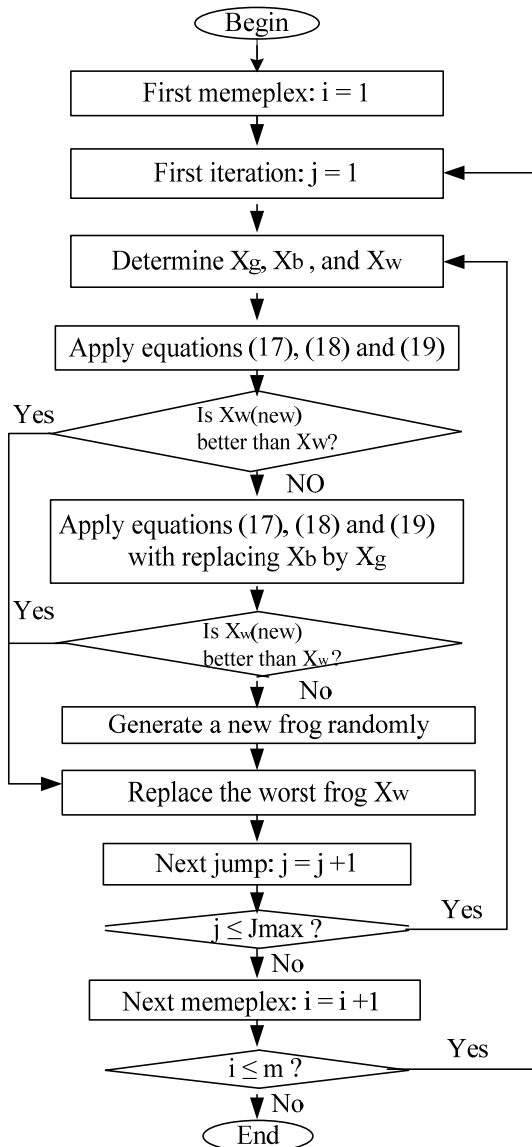 Begin
First memeplex: i = 1
First iteration: j = 1
Determine Xg, Xb , and Xw
Apply equations (17), (18) and (19)
Yes
Is Xw(new)
better than Xw?
NO
Apply equations (17), (18) and (19)
with replacing Xb by Xg
Yes
Is Xw(new)
better than Xw?
No
Generate a new frog randomly
Replace the worst frog Xw
Next jump: j = j +1
j ≤ Jmax ?
Yes
No
Next memeplex: i = i +1
i ≤ m ?
Yes
No
End